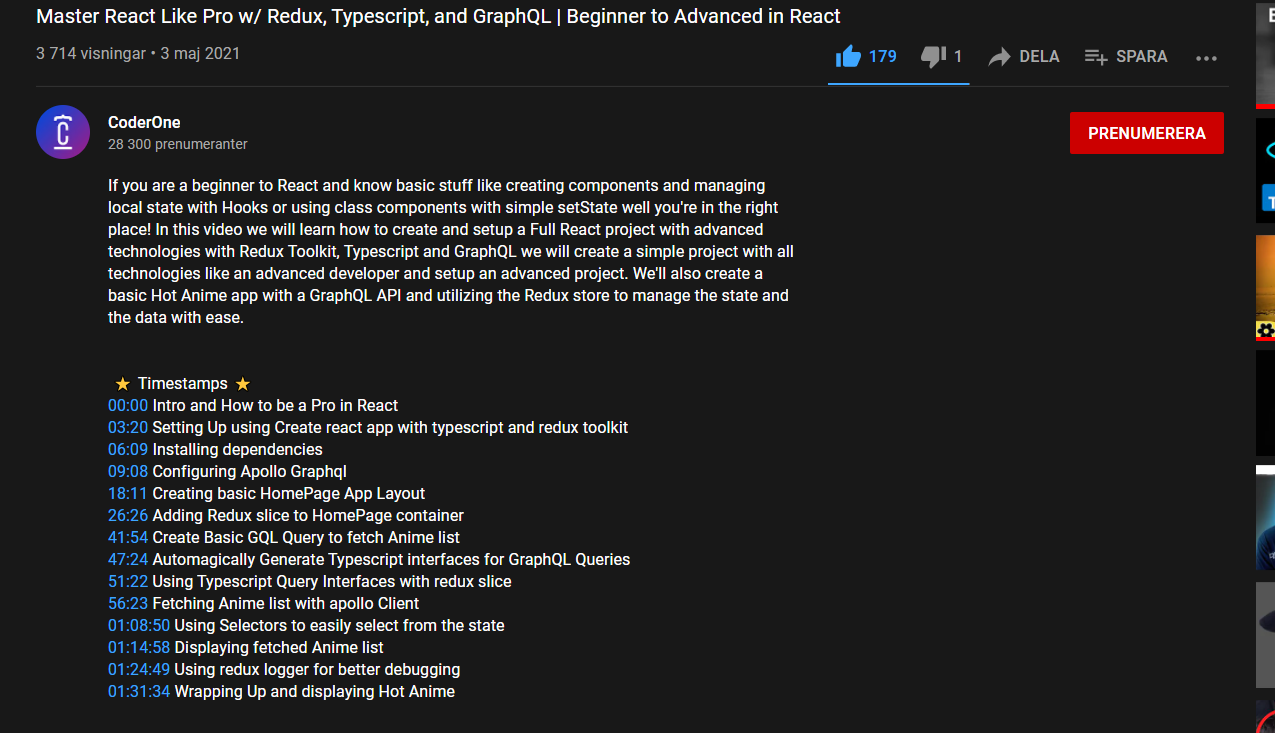 Master React Like Pro w/ Redux, Typescript, and GraphQL | Beginner to Advanced in React
3 714 visningar • 3 maj 2021
179
1
DELA
SPARA
CoderOne
28 300 prenumeranter
PRENUMERERA
If you are a beginner to React and know basic stuff like creating components and managing
local state with Hooks or using class components with simple setState well you're in the right
place! In this video we will learn how to create and setup a Full React project with advanced
technologies with Redux Toolkit, Typescript and GraphQL we will create a simple project with all
technologies like an advanced developer and setup an advanced project. We'll also create a
basic Hot Anime app with a GraphQL API and utilizing the Redux store to manage the state and
the data with ease.
⭐ Timestamps ⭐
00:00 Intro and How to be a Pro in React
03:20 Setting Up using Create react app with typescript and redux toolkit
06:09 Installing dependencies
09:08 Configuring Apollo Graphql
18:11 Creating basic HomePage App Layout
26:26 Adding Redux slice to HomePage container
41:54 Create Basic GQL Query to fetch Anime list
47:24 Automagically Generate Typescript interfaces for GraphQL Queries
51:22 Using Typescript Query Interfaces with redux slice
56:23 Fetching Anime list with apollo Client
01:08:50 Using Selectors to easily select from the state
01:14:58 Displaying fetched Anime list
01:24:49 Using redux logger for better debugging
01:31:34 Wrapping Up and displaying Hot Anime